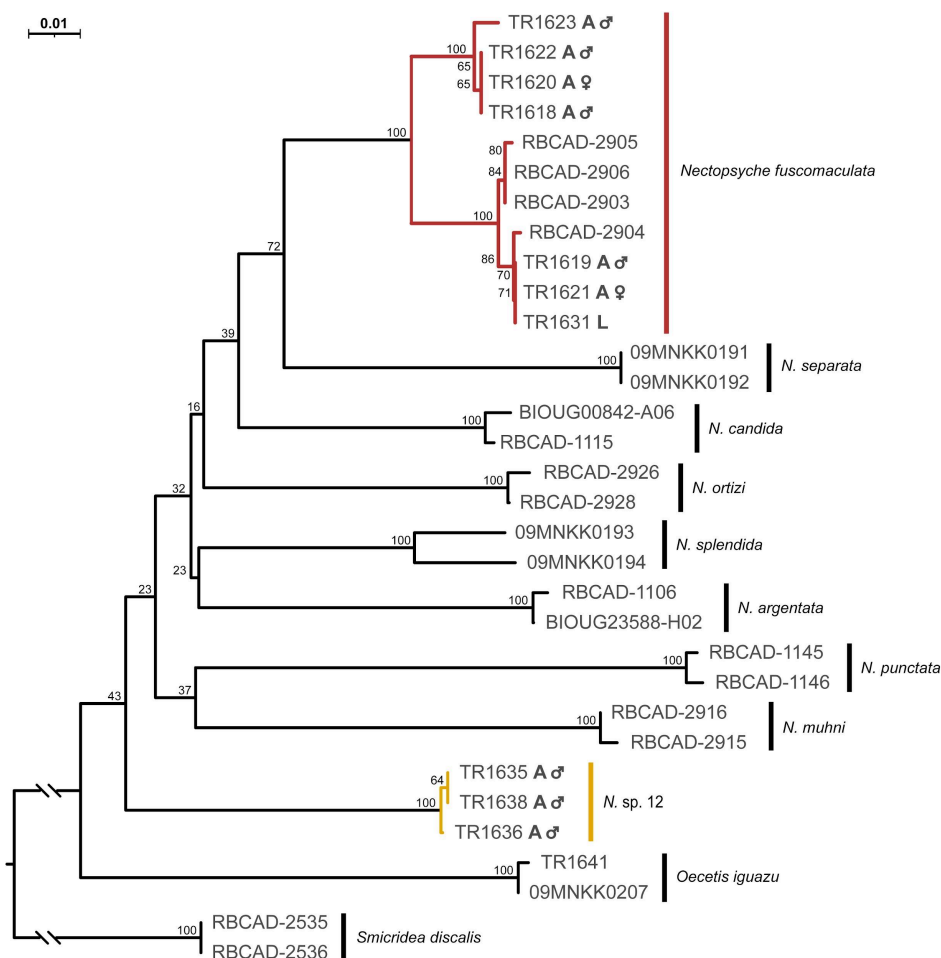 0.01
TR1623 A ♂
100
TR1622 A ♂
65
TR1620 A ♀
65
TR1618 A ♂
100
RBCAD-2905
80
RBCAD-2906
84
Nectopsyche fuscomaculata
RBCAD-2903
100
RBCAD-2904
86
TR1619 A ♂
70
TR1621 A ♀
71
TR1631 L
72
39
09MNKK0191
100
N. separata
09MNKK0192
16
BIOUG00842-A06
100
N. candida
RBCAD-1115
RBCAD-2926
100
N. ortizi
RBCAD-2928
32
09MNKK0193
100
N. splendida
09MNKK0194
23
RBCAD-1106
100
N. argentata
BIOUG23588-H02
23
RBCAD-1145
100
N. punctata
RBCAD-1146
37
43
RBCAD-2916
100
N. muhni
RBCAD-2915
TR1635 A ♂
64
TR1638 A ♂
100
N. sp. 12
TR1636 A ♂
TR1641
100
Oecetis iguazu
09MNKK0207
RBCAD-2535
100
Smicridea discalis
RBCAD-2536